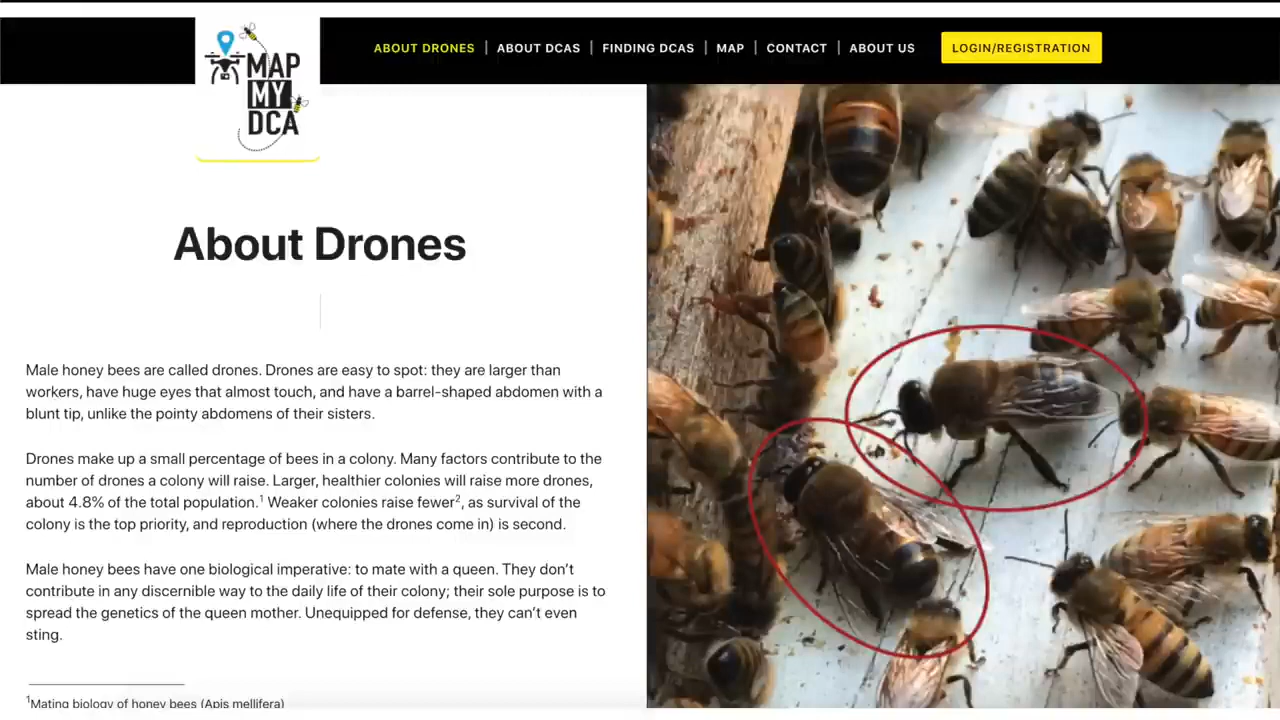 MAP
MY
DCA
ABOUT DRONES | ABOUT DCAS | FINDING DCAS | MAP | CONTACT | ABOUT US
LOGIN/REGISTRATION
About Drones
Male honey bees are called drones. Drones are easy to spot: they are larger than
workers, have huge eyes that almost touch, and have a barrel-shaped abdomen with a
blunt tip, unlike the pointy abdomens of their sisters.
Drones make up a small percentage of bees in a colony. Many factors contribute to the
number of drones a colony will raise. Larger, healthier colonies will raise more drones,
about 4.8% of the total population.¹ Weaker colonies raise fewer², as survival of the
colony is the top priority, and reproduction (where the drones come in) is second.
Male honey bees have one biological imperative: to mate with a queen. They don’t
contribute in any discernible way to the daily life of their colony; their sole purpose is to
spread the genetics of the queen mother. Unequipped for defense, they can’t even
sting.
¹Mating biology of honey bees (Apis mellifera)